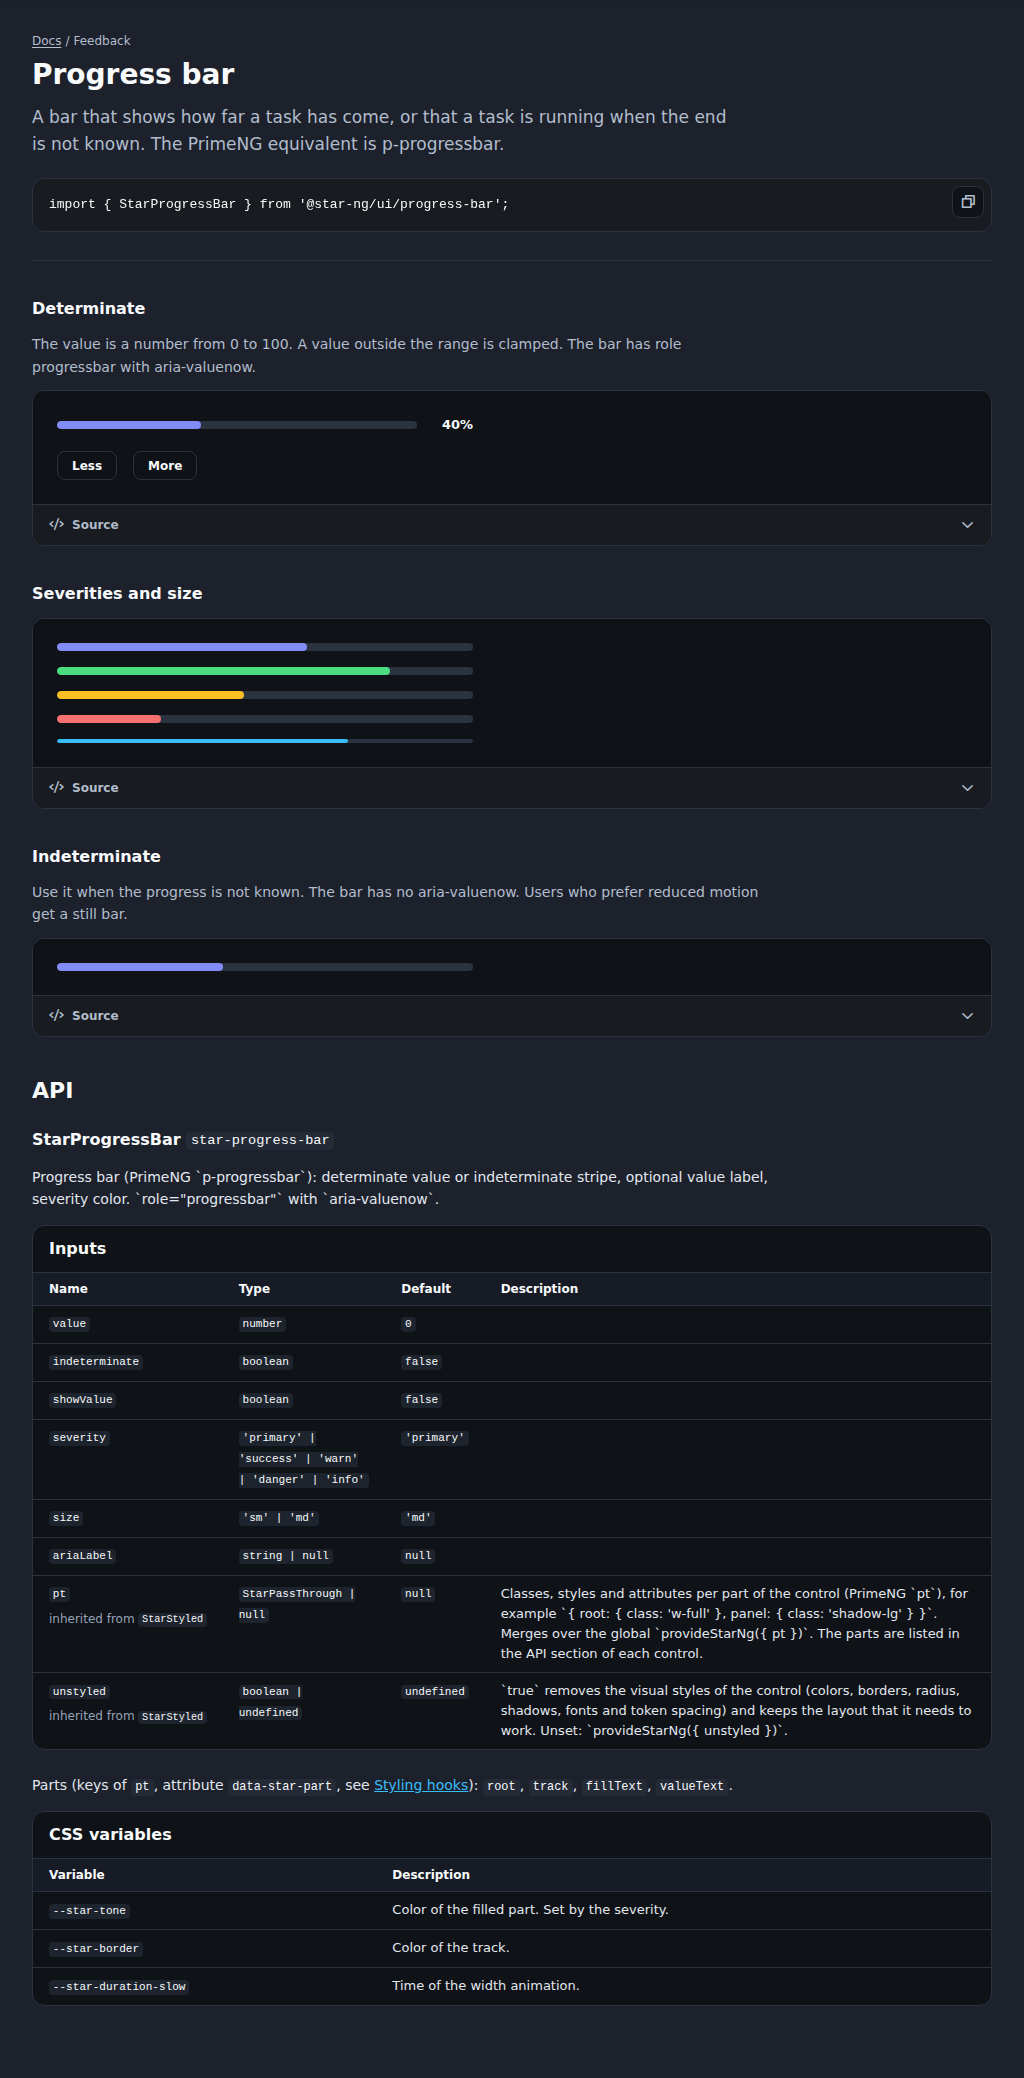 Docs / Feedback
Progress bar
A bar that shows how far a task has come, or that a task is running when the end
is not known. The PrimeNG equivalent is p-progressbar.
import { StarProgressBar } from '@star-ng/ui/progress-bar';
Determinate
The value is a number from 0 to 100. A value outside the range is clamped. The bar has role
progressbar with aria-valuenow.
40%
Less More
</> Source
Severities and size
</> Source
Indeterminate
Use it when the progress is not known. The bar has no aria-valuenow. Users who prefer reduced motion
get a still bar.
</> Source
API
StarProgressBar star-progress-bar
Progress bar (PrimeNG `p-progressbar`): determinate value or indeterminate stripe, optional value label,
severity color. `role="progressbar"` with `aria-valuenow`.
Inputs
Name Type Default Description
value number 0
indeterminate boolean false
showValue boolean false
severity 'primary' | 'primary'
'success' | 'warn'
| 'danger' | 'info'
size 'sm' | 'md' 'md'
ariaLabel string | null null
pt StarPassThrough | null Classes, styles and attributes per part of the control (PrimeNG `pt`), for
inherited from StarStyled null example `{ root: { class: 'w-full' }, panel: { class: 'shadow-lg' } }`.
Merges over the global `provideStarNg({ pt })`. The parts are listed in
the API section of each control.
unstyled boolean | undefined `true` removes the visual styles of the control (colors, borders, radius,
inherited from StarStyled undefined shadows, fonts and token spacing) and keeps the layout that it needs to
work. Unset: `provideStarNg({ unstyled })`.
Parts (keys of pt, attribute data-star-part, see Styling hooks): root, track, fillText, valueText.
CSS variables
Variable Description
--star-tone Color of the filled part. Set by the severity.
--star-border Color of the track.
--star-duration-slow Time of the width animation.